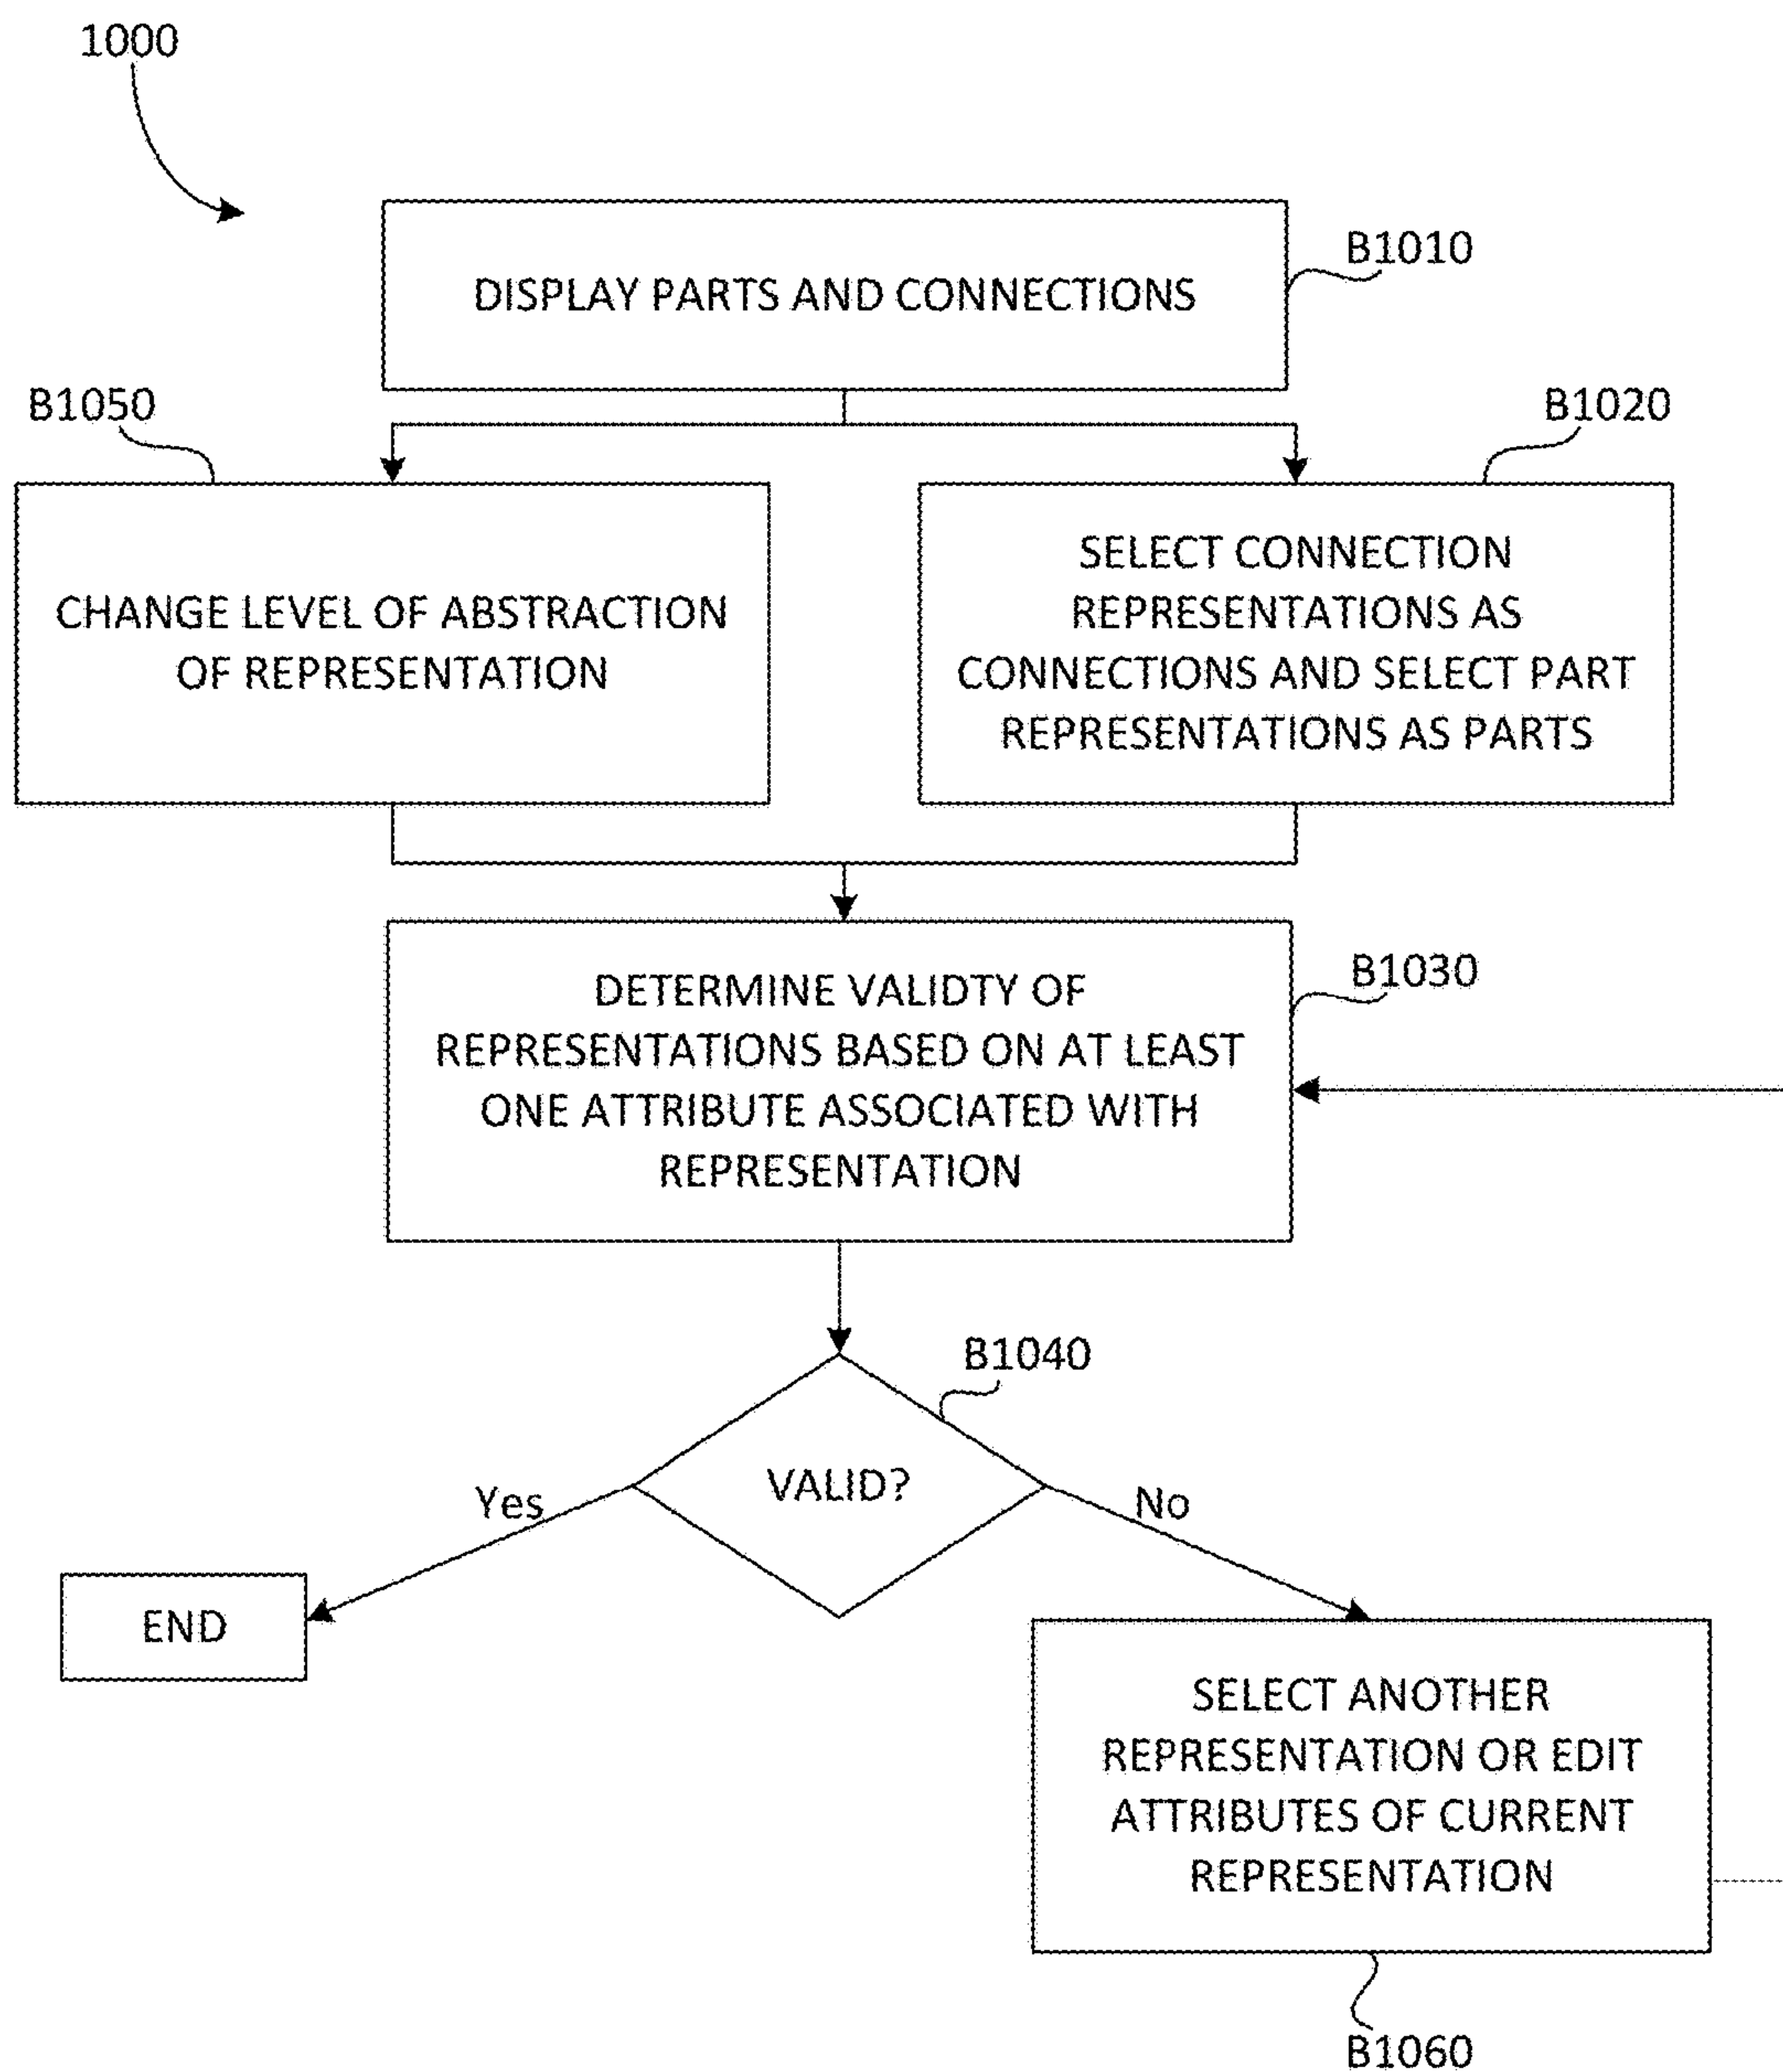 1000
DISPLAY PARTS AND CONNECTIONS
B1010
B1050
B1020
CHANGE LEVEL OF ABSTRACTION
OF REPRESENTATION
SELECT CONNECTION
REPRESENTATIONS AS
CONNECTIONS AND SELECT PART
REPRESENTATIONS AS PARTS
DETERMINE VALIDTY OF
REPRESENTATIONS BASED ON AT LEAST
ONE ATTRIBUTE ASSOCIATED WITH
REPRESENTATION
B1030
B1040
VALID?
Yes
No
END
SELECT ANOTHER
REPRESENTATION OR EDIT
ATTRIBUTES OF CURRENT
REPRESENTATION
B1060